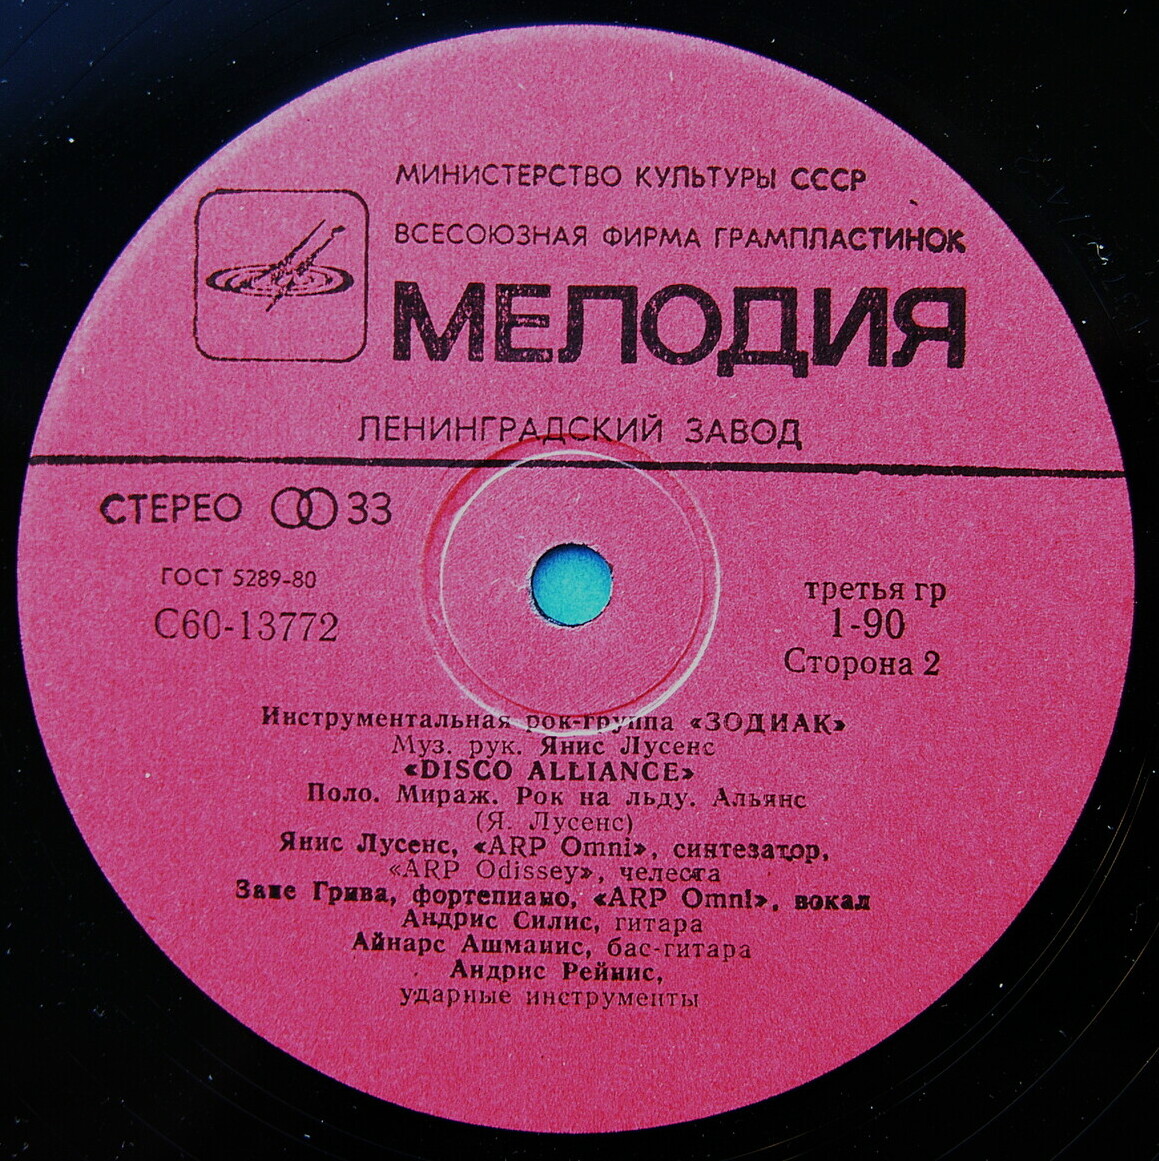 МИНИСТЕРСТВО КУЛЬТУРЫ СССР
ВСЕСОЮЗНАЯ ФИРМА ГРАМПЛАСТИНОК
МЕЛОДИЯ
ЛЕНИНГРАДСКИЙ ЗАВОД
СТЕРЕО 33
ГОСТ 5289-80
С60-13772
третья гр
1-90
Сторона 2
Инструментальная рок-группа «ЗОДИАК»
Муз. рук. Янис Лусенс
«DISCO ALLIANCE»
Поло. Мираж. Рок на льду. Альянс
(Я. Лусенс)
Янис Лусенс, «ARP Omni», синтезатор,
«ARP Odissey», челеста
Зане Грива, фортепиано, «ARP Omni», вокал
Андрис Силис, гитара
Айнарс Ашманис, бас-гитара
Андрис Рейнис,
ударные инструменты